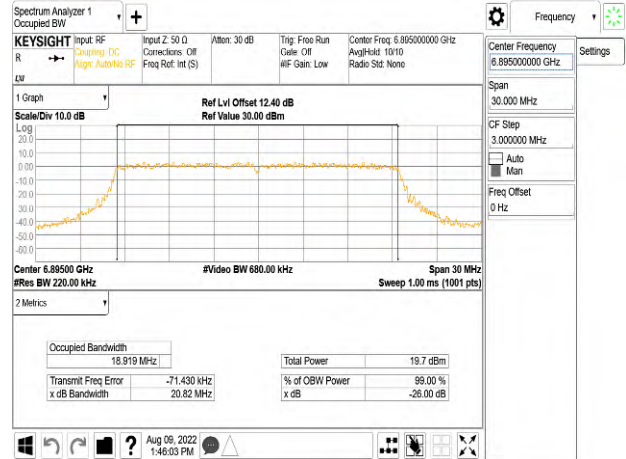 Spectrum Analyzer 1
Occupied BW
Frequency
KEYSIGHT
R
Input: RF
Coupling: DC
Align: Auto/No RF
Input Z: 50 Ω
Corrections: Off
Freq Ref: Int (S)
Atten: 30 dB
Trig: Free Run
Gate: Off
#IF Gain: Low
Center Freq: 6.895000000 GHz
Avg|Hold: 10/10
Radio Std: None
Center Frequency
6.895000000 GHz
Settings
Span
30.000 MHz
CF Step
3.000000 MHz
Auto
Man
Freq Offset
0 Hz
1 Graph
Scale/Div 10.0 dB
Ref Lvl Offset 12.40 dB
Ref Value 30.00 dBm
Log
20.0
10.0
0.00
-10.0
-20.0
-30.0
-40.0
-50.0
-60.0
Center 6.89500 GHz
#Res BW 220.00 kHz
#Video BW 680.00 kHz
Span 30 MHz
Sweep 1.00 ms (1001 pts)
2 Metrics
Occupied Bandwidth
18.919 MHz
Total Power 19.7 dBm
Transmit Freq Error -71.430 kHz
% of OBW Power 99.00 %
x dB Bandwidth 20.82 MHz
x dB -26.00 dB
?
Aug 09, 2022
1:46:03 PM